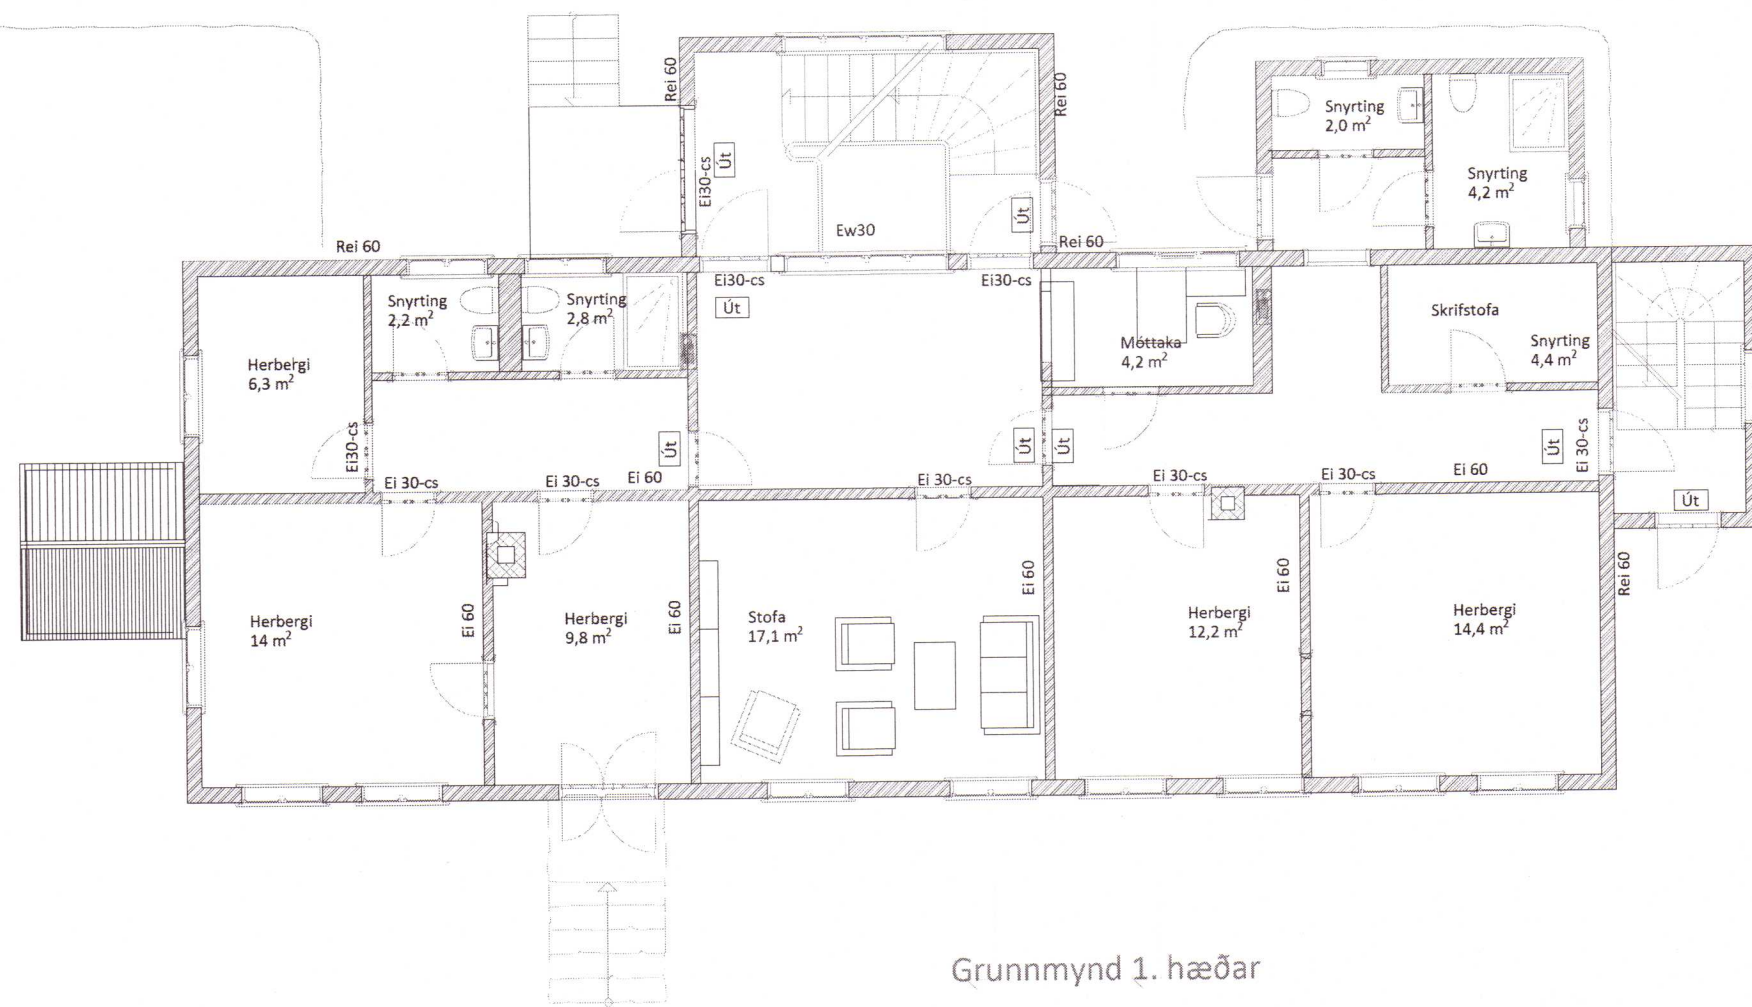 Rei 60
Rei 60
Snyrting
2,0 m²
Snyrting
4,2 m²
Ei30-cs
Út
Út
Ew30
Rei 60
Rei 60
Ei30-cs
Út
Ei30-cs
Snyrting
2,2 m²
Snyrting
2,8 m²
Móttaka
4,2 m²
Skrifstofa
Snyrting
4,4 m²
Herbergi
6,3 m²
Ei30-cs
Út
Út
Út
Út
Ei 30-cs
Ei 30-cs
Ei 30-cs
Ei 60
Ei 30-cs
Ei 30-cs
Ei 30-cs
Ei 60
Út
Rei 60
Herbergi
14 m²
Ei 60
Herbergi
9,8 m²
Ei 60
Stofa
17,1 m²
Ei 60
Herbergi
12,2 m²
Ei 60
Herbergi
14,4 m²
Grunnmynd 1. hæðar